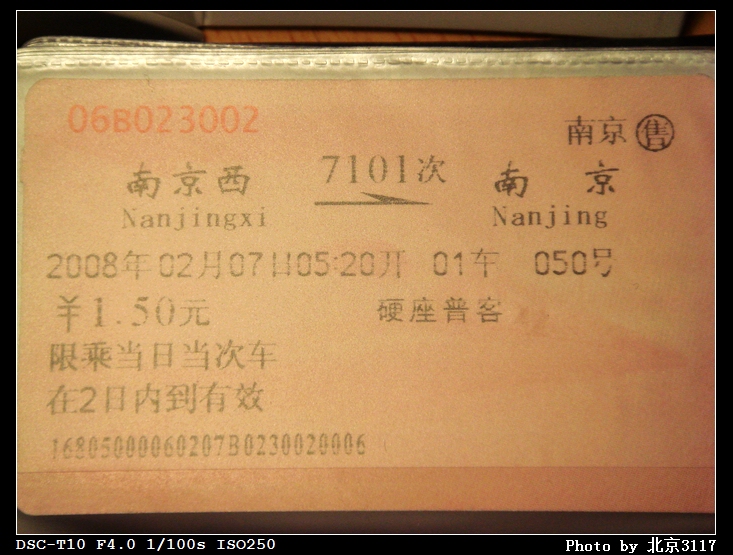 06B023002
南京 售
南京西 7101次 南京
Nanjingxi Nanjing
2008年02月07日05:20开 01车 050号
¥1.50元 硬座普客
限乘当日当次车
在2日内到有效
16805000060207B0230020006
DSC-T10 F4.0 1/100s ISO250 Photo by 北京3117